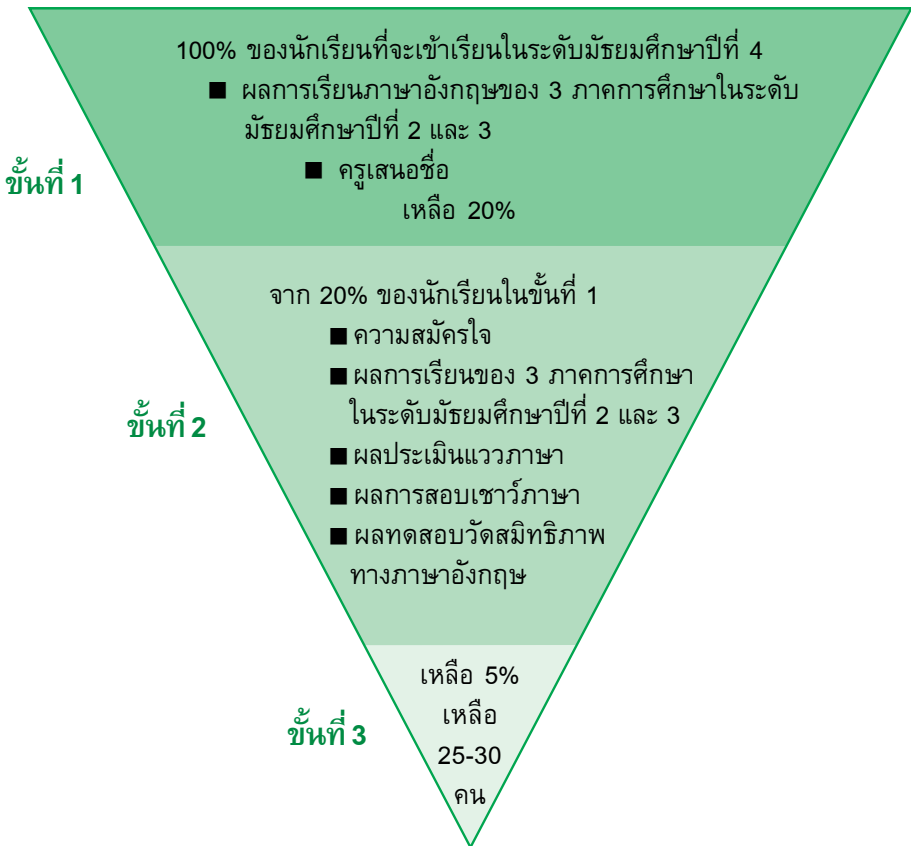 100% ของนักเรียนที่จะเข้าเรียนในระดับมัธยมศึกษาปีที่ 4
■ ผลการเรียนภาษาอังกฤษของ 3 ภาคการศึกษาในระดับ
มัธยมศึกษาปีที่ 2 และ 3
ขั้นที่ 1
■ ครูเสนอชื่อ
เหลือ 20%
จาก 20% ของนักเรียนในขั้นที่ 1
■ ความสมัครใจ
■ ผลการเรียนของ 3 ภาคการศึกษา
ในระดับมัธยมศึกษาปีที่ 2 และ 3
ขั้นที่ 2
■ ผลประเมินแววภาษา
■ ผลการสอบเชาว์ภาษา
■ ผลทดสอบวัดสมิทธิภาพ
ทางภาษาอังกฤษ
เหลือ 5%
เหลือ
ขั้นที่ 3
25-30
คน